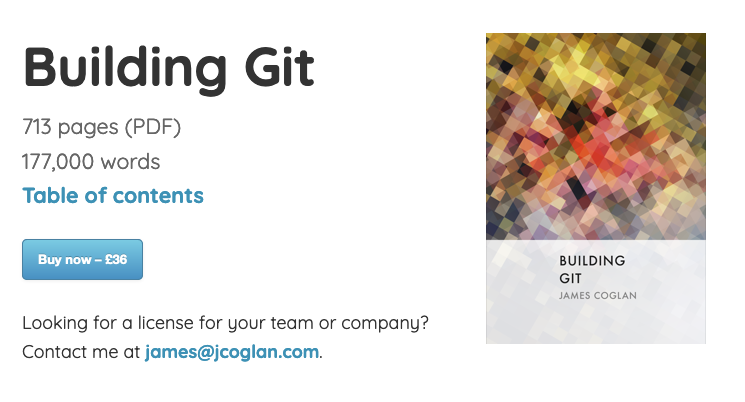 Building Git
713 pages (PDF)
177,000 words
Table of contents
Buy now – £36
Looking for a license for your team or company?
Contact me at james@jcoglan.com.
BUILDING
GIT
JAMES COGLAN